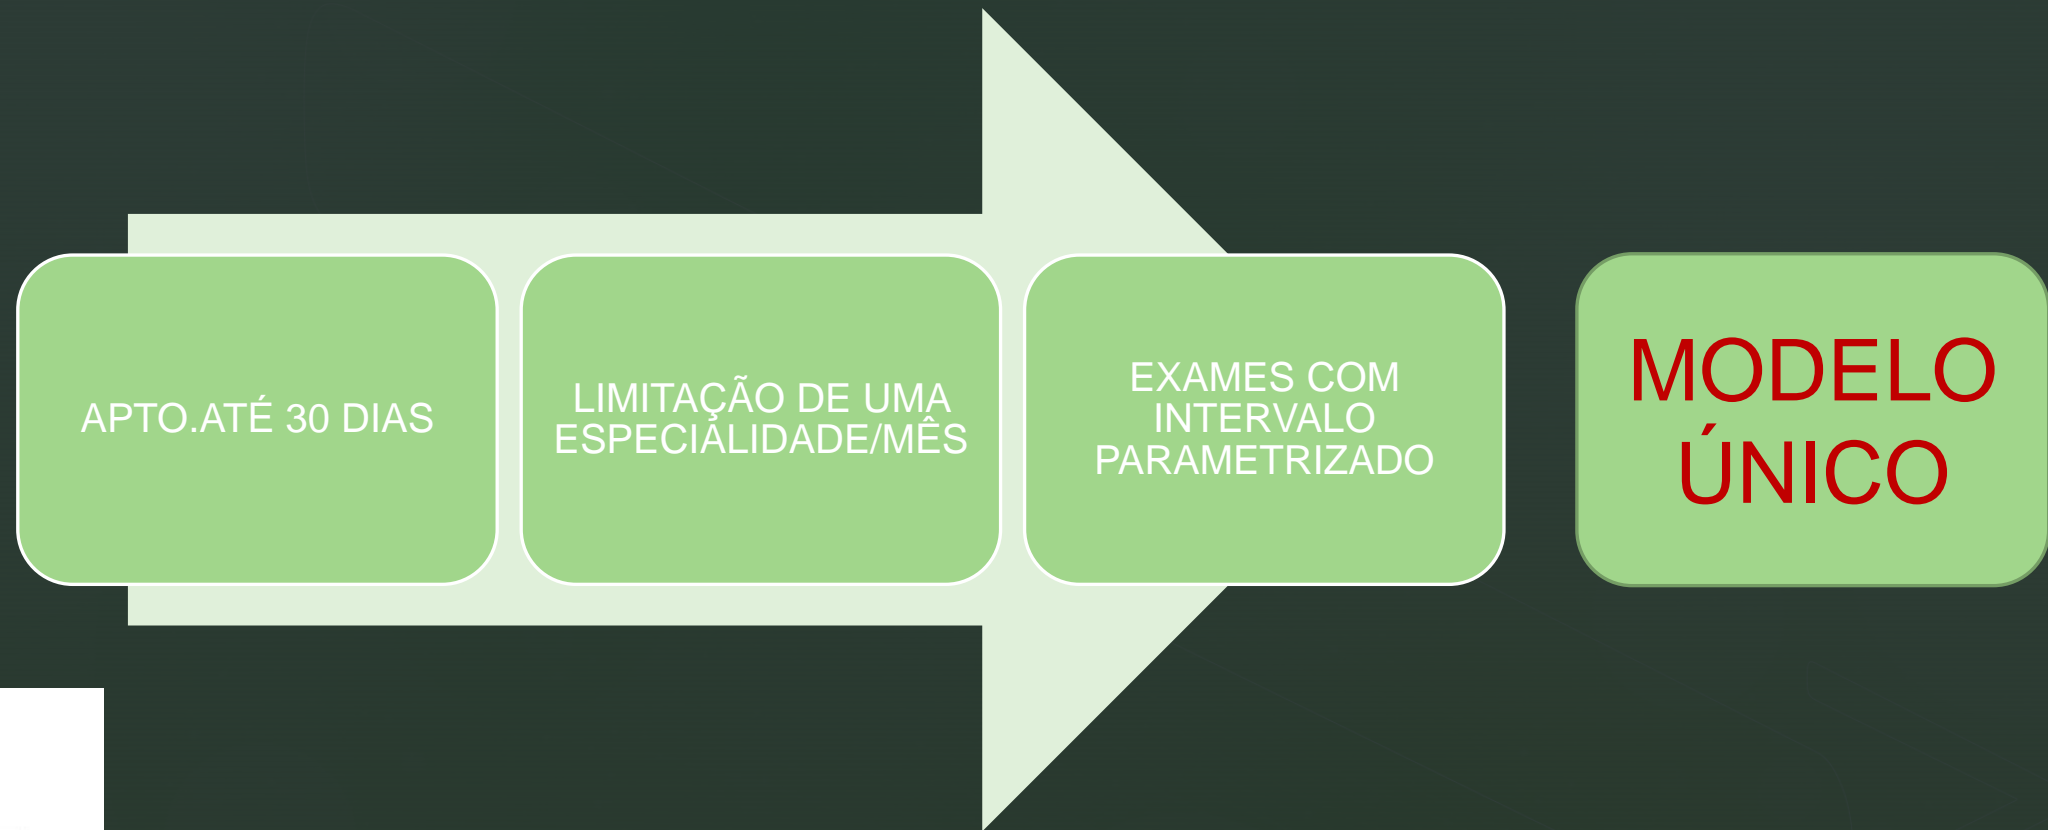 APTO.ATÉ 30 DIAS
LIMITAÇÃO DE UMA
ESPECIALIDADE/MÊS
EXAMES COM
INTERVALO
PARAMETRIZADO
MODELO
ÚNICO